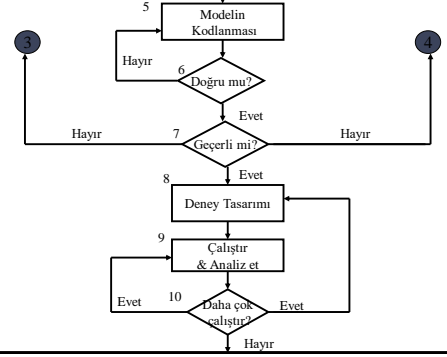 5
Modelin
Kodlanması
3
4
Hayır
6
Doğru mu?
Evet
Hayır
7
Geçerli mi?
Hayır
Evet
8
Deney Tasarımı
9
Çalıştır
& Analiz et
10
Daha çok
çalıştır?
Evet
Evet
Hayır